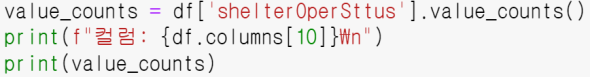 value_counts = df['shelterOperSttus'].value_counts()
print(f"컬럼: {df.columns[10]}₩n")
print(value_counts)